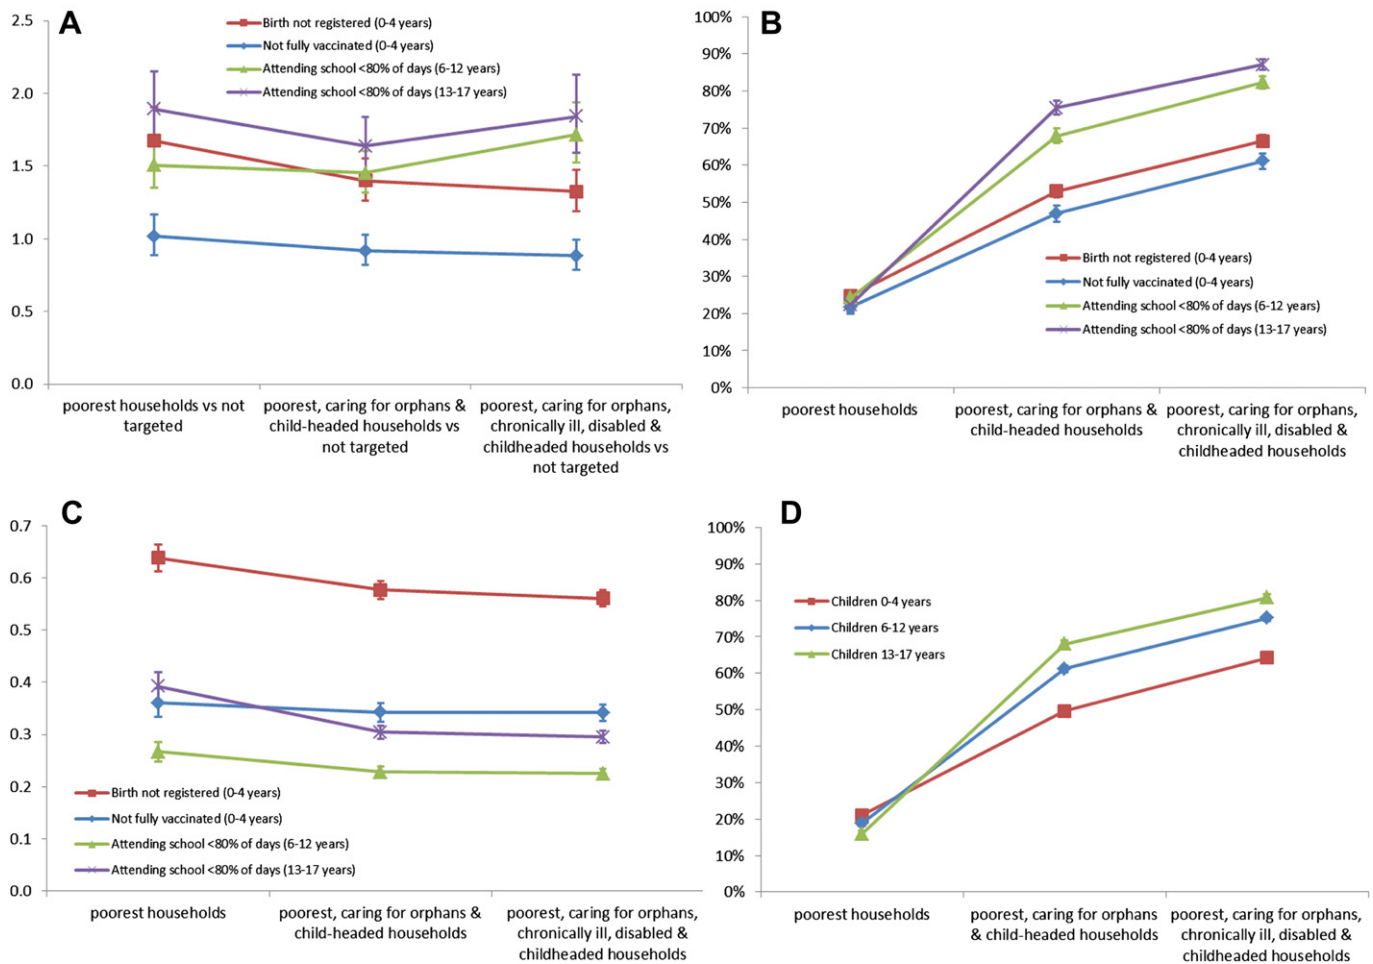 A
2.5
2.0
1.5
1.0
0.5
0.0
Birth not registered (0-4 years)
Not fully vaccinated (0-4 years)
Attending school <80% of days (6-12 years)
Attending school <80% of days (13-17 years)
poorest households vs not
targeted
poorest, caring for orphans &
child-headed households vs
not targeted
poorest, caring for orphans,
chronically ill, disabled &
childheaded households vs
not targeted
B
100%
90%
80%
70%
60%
50%
40%
30%
20%
10%
0%
Birth not registered (0-4 years)
Not fully vaccinated (0-4 years)
Attending school <80% of days (6-12 years)
Attending school <80% of days (13-17 years)
poorest households
poorest, caring for orphans &
child-headed households
poorest, caring for orphans,
chronically ill, disabled &
childheaded households
C
0.7
0.6
0.5
0.4
0.3
0.2
0.1
0.0
Birth not registered (0-4 years)
Not fully vaccinated (0-4 years)
Attending school <80% of days (6-12 years)
Attending school <80% of days (13-17 years)
poorest households
poorest, caring for orphans &
child-headed households
poorest, caring for orphans,
chronically ill, disabled &
childheaded households
D
100%
90%
80%
70%
60%
50%
40%
30%
20%
10%
0%
Children 0-4 years
Children 6-12 years
Children 13-17 years
poorest households
poorest, caring for orphans
& child-headed households
poorest, caring for orphans,
chronically ill, disabled &
childheaded households